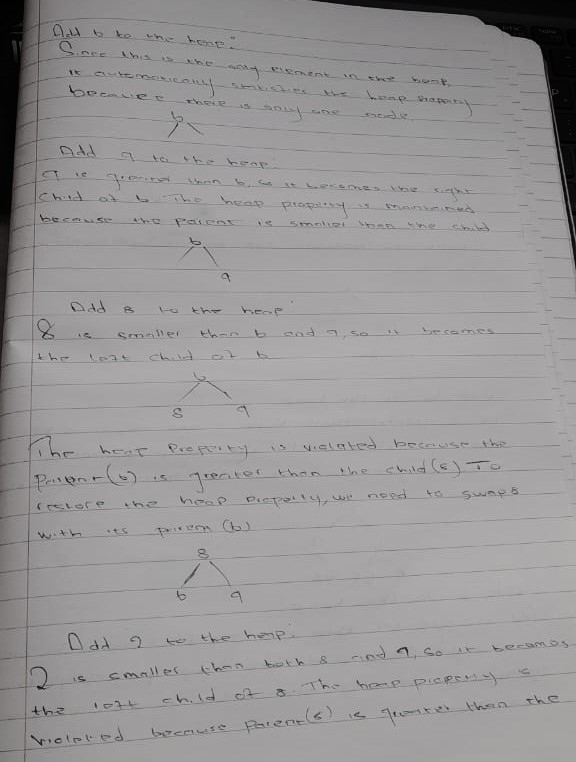 Add 6 to the heap:
Since this is the only element in the heap,
it automatically satisfies the heap property
because there is only one node
6
Add 9 to the heap:
9 is greater than 6, so it becomes the right
child of 6. The heap property is maintained
because the parent is smaller than the child
6
9
Add 8 to the heap
8 is smaller than 6 and 9, so it becomes
the left child of 6
6
8 9
The heap Property is violated because the
Parent (6) is greater than the child (8) To
restore the heap property, we need to swap 8
with its parent (6)
8
6 9
Add 2 to the heap:
2 is smaller than both 8 and 9, so it becomes
the left child of 8. The heap property is
violated because Parent (8) is greater than the